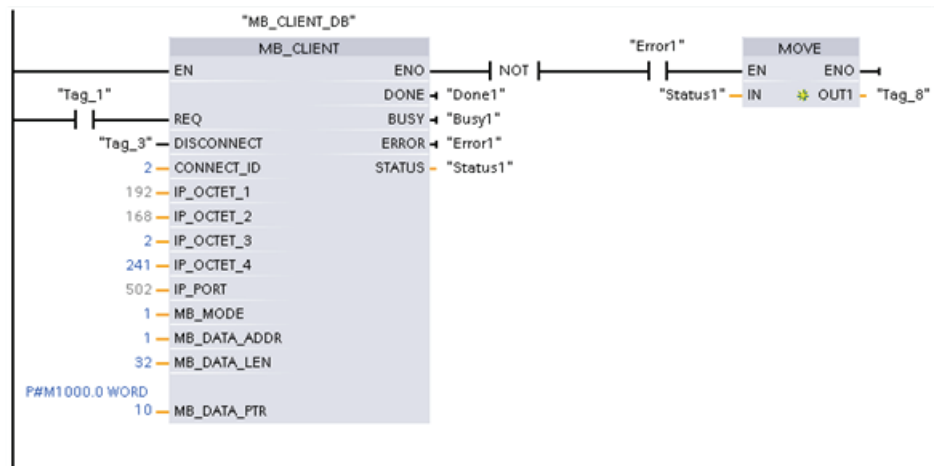 "MB_CLIENT_DB"
MB_CLIENT
"Error1"
MOVE
EN ENO NOT EN ENO
"Tag_1" DONE "Done1" "Status1" IN OUT1 "Tag_8"
REQ BUSY "Busy1"
"Tag_3" DISCONNECT ERROR "Error1"
2 CONNECT_ID STATUS "Status1"
192 IP_OCTET_1
168 IP_OCTET_2
2 IP_OCTET_3
241 IP_OCTET_4
502 IP_PORT
1 MB_MODE
1 MB_DATA_ADDR
32 MB_DATA_LEN
P#M1000.0 WORD
10 MB_DATA_PTR